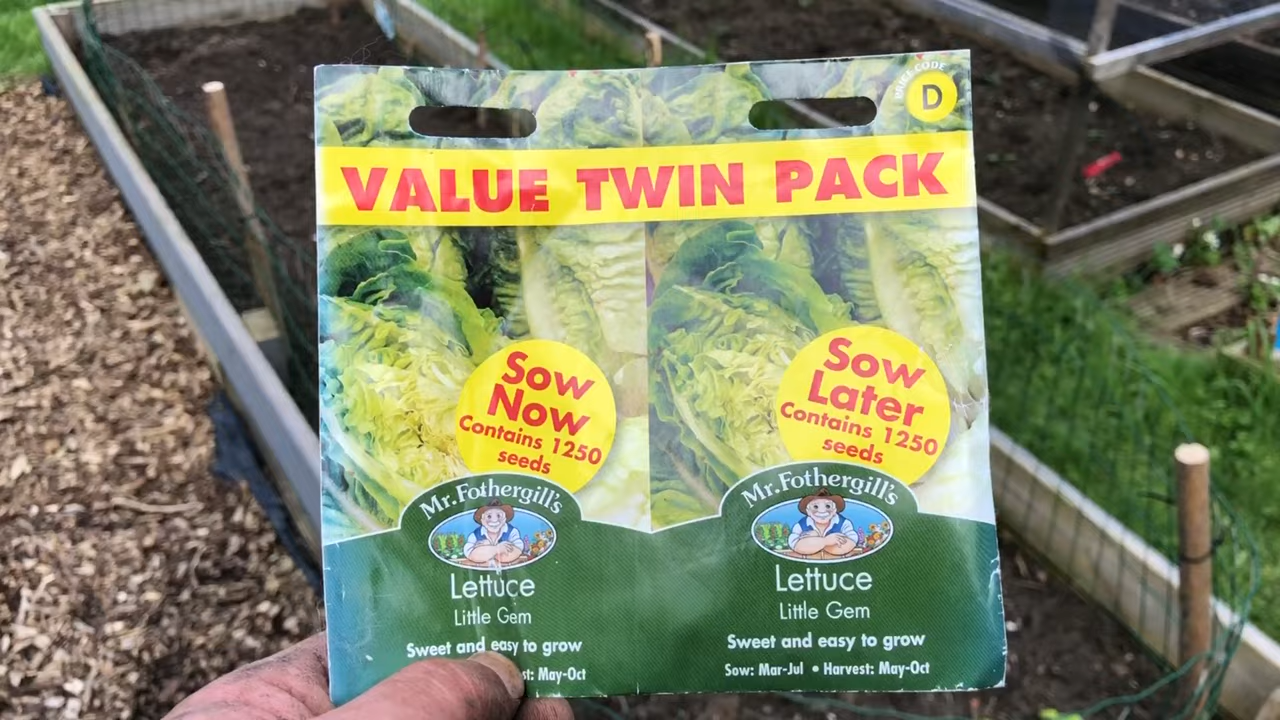 PRICE CODE
D
VALUE TWIN PACK
Sow
Now
Contains 1250
seeds
Mr. Fothergill's
Lettuce
Little Gem
Sweet and easy to grow
st: May-Oct
Sow
Later
Contains 1250
seeds
Mr. Fothergill's
Lettuce
Little Gem
Sweet and easy to grow
Sow: Mar-Jul • Harvest: May-Oct